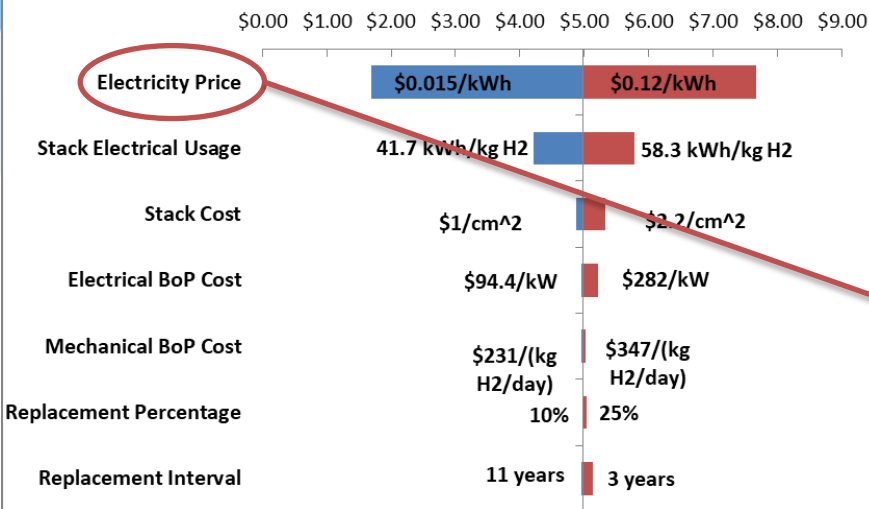 $0.00 $1.00 $2.00 $3.00 $4.00 $5.00 $6.00 $7.00 $8.00 $9.00
Electricity Price $0.015/kWh $0.12/kWh
Stack Electrical Usage 41.7 kWh/kg H2 58.3 kWh/kg H2
Stack Cost $1/cm^2 $2.2/cm^2
Electrical BoP Cost $94.4/kW $282/kW
Mechanical BoP Cost $231/(kg $347/(kg
H2/day) H2/day)
Replacement Percentage 10% 25%
Replacement Interval 11 years 3 years